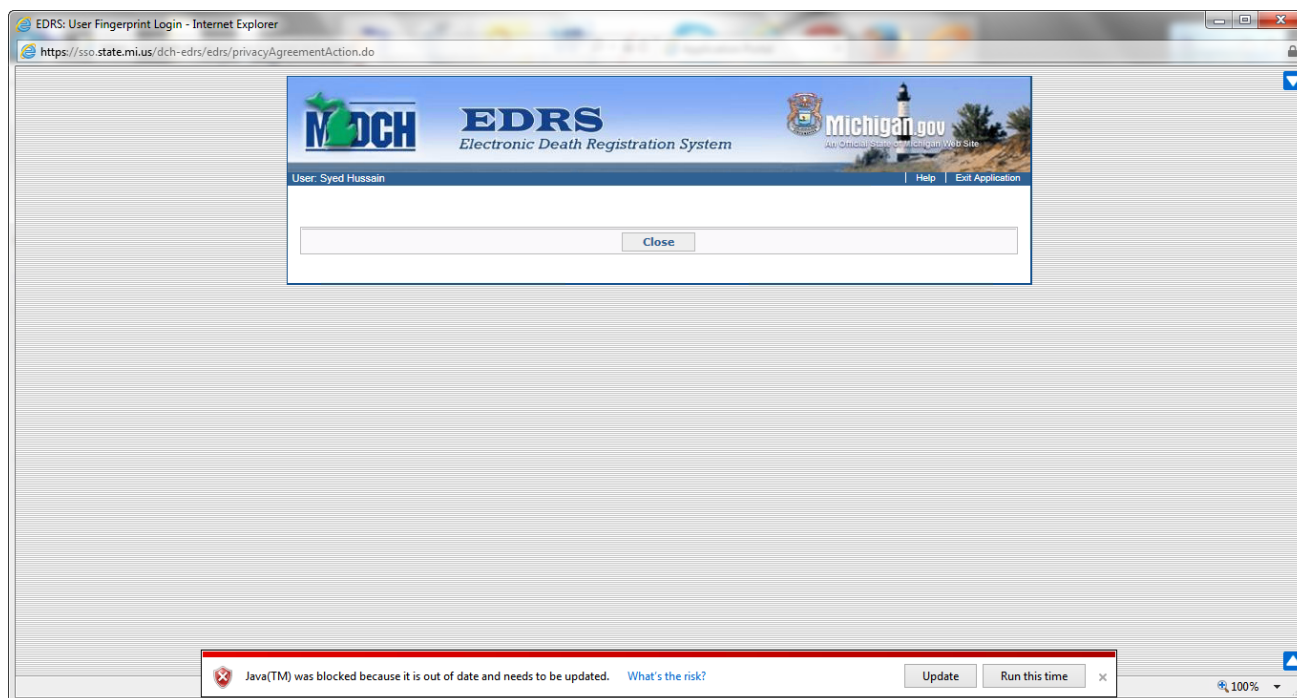 EDRS: User Fingerprint Login - Internet Explorer
https://sso.state.mi.us/dch-edrs/edrs/privacyAgreementAction.do
MDCH
EDRS
Electronic Death Registration System
Michigan.gov
An Official State of Michigan Web Site
User: Syed Hussain
Help
Exit Application
Close
Java(TM) was blocked because it is out of date and needs to be updated. What's the risk? Update Run this time
100%